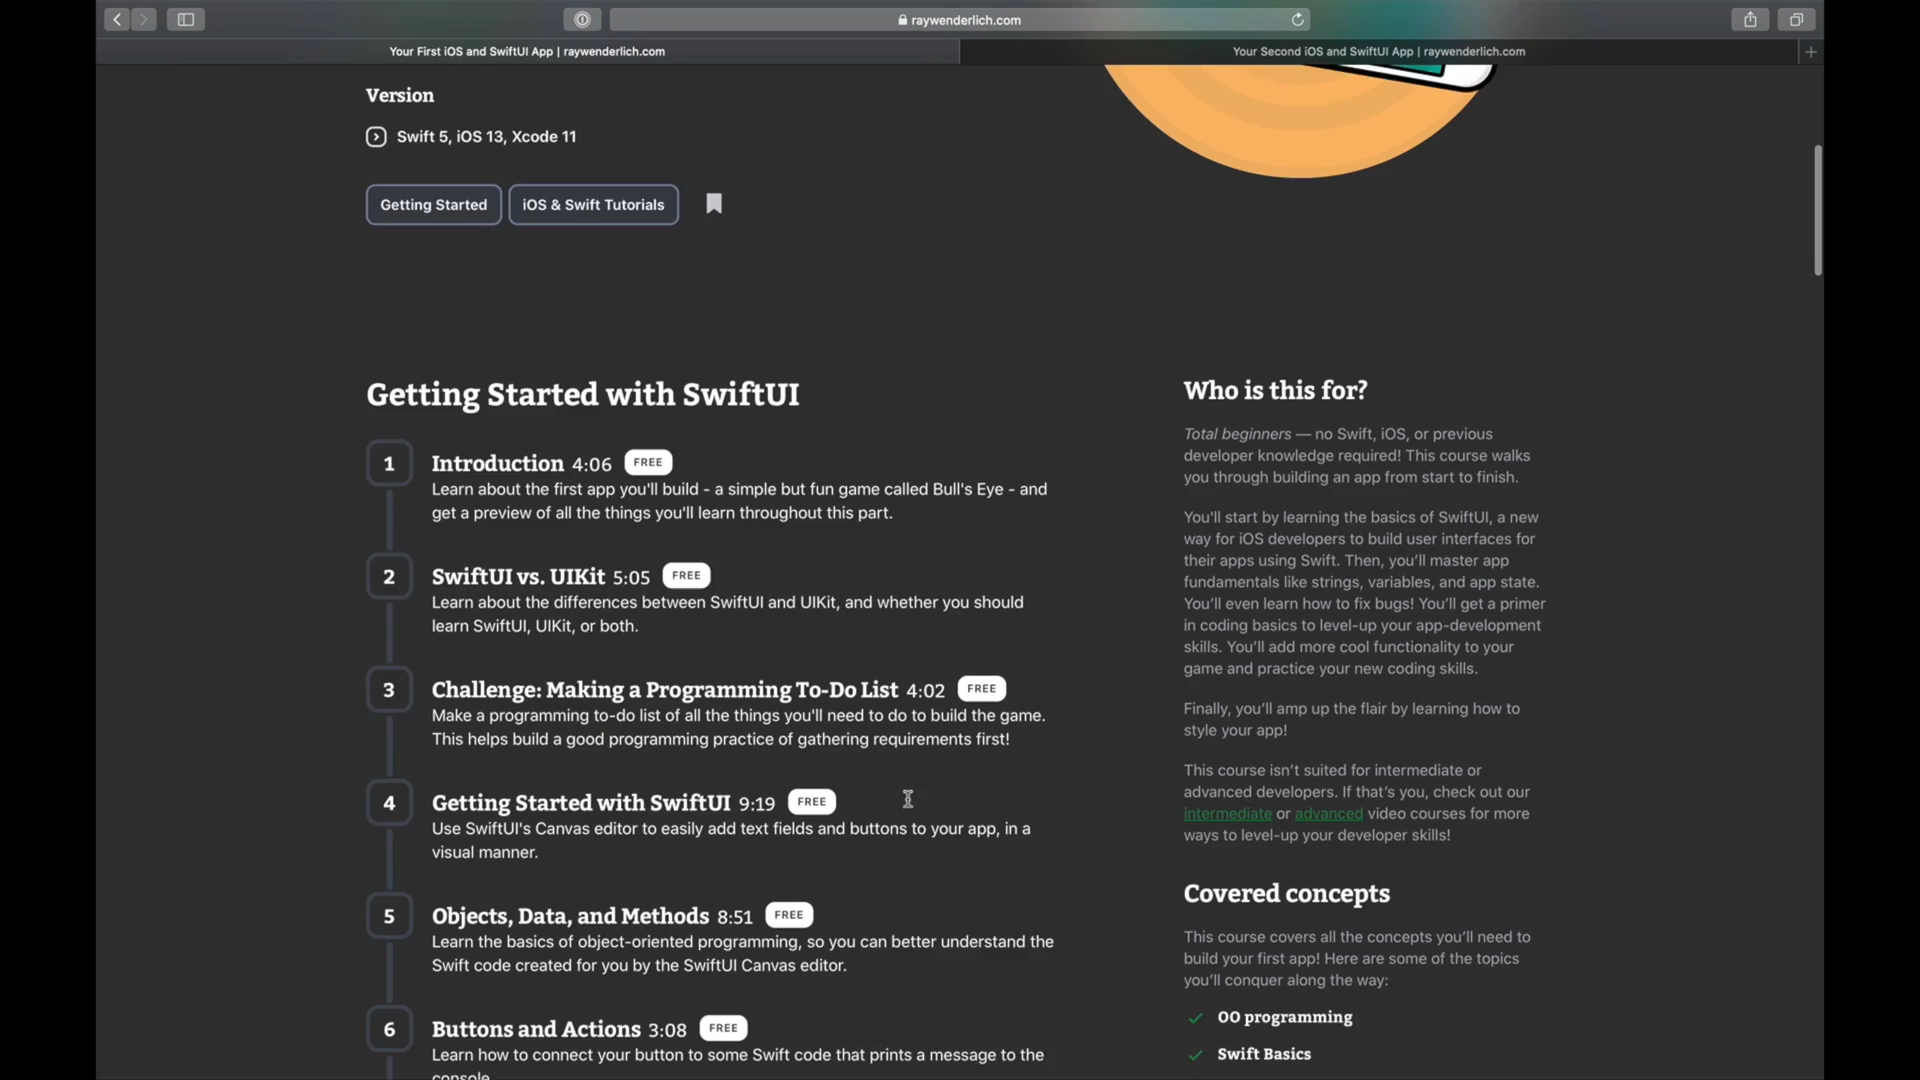 raywenderlich.com
Your First iOS and SwiftUI App | raywenderlich.com
Your Second iOS and SwiftUI App | raywenderlich.com
Version
Swift 5, iOS 13, Xcode 11
Getting Started
iOS & Swift Tutorials
Getting Started with SwiftUI
1
Introduction 4:06 FREE
Learn about the first app you'll build - a simple but fun game called Bull's Eye - and
get a preview of all the things you'll learn throughout this part.
2
SwiftUI vs. UIKit 5:05 FREE
Learn about the differences between SwiftUI and UIKit, and whether you should
learn SwiftUI, UIKit, or both.
3
Challenge: Making a Programming To-Do List 4:02 FREE
Make a programming to-do list of all the things you'll need to do to build the game.
This helps build a good programming practice of gathering requirements first!
4
Getting Started with SwiftUI 9:19 FREE
Use SwiftUI's Canvas editor to easily add text fields and buttons to your app, in a
visual manner.
5
Objects, Data, and Methods 8:51 FREE
Learn the basics of object-oriented programming, so you can better understand the
Swift code created for you by the SwiftUI Canvas editor.
6
Buttons and Actions 3:08 FREE
Learn how to connect your button to some Swift code that prints a message to the
console.
Who is this for?
Total beginners — no Swift, iOS, or previous
developer knowledge required! This course walks
you through building an app from start to finish.
You'll start by learning the basics of SwiftUI, a new
way for iOS developers to build user interfaces for
their apps using Swift. Then, you’ll master app
fundamentals like strings, variables, and app state.
You’ll even learn how to fix bugs! You’ll get a primer
in coding basics to level-up your app-development
skills. You’ll add more cool functionality to your
game and practice your new coding skills.
Finally, you’ll amp up the flair by learning how to
style your app!
This course isn’t suited for intermediate or
advanced developers. If that’s you, check out our
intermediate or advanced video courses for more
ways to level-up your developer skills!
Covered concepts
This course covers all the concepts you’ll need to
build your first app! Here are some of the topics
you’ll conquer along the way:
OO programming
Swift Basics